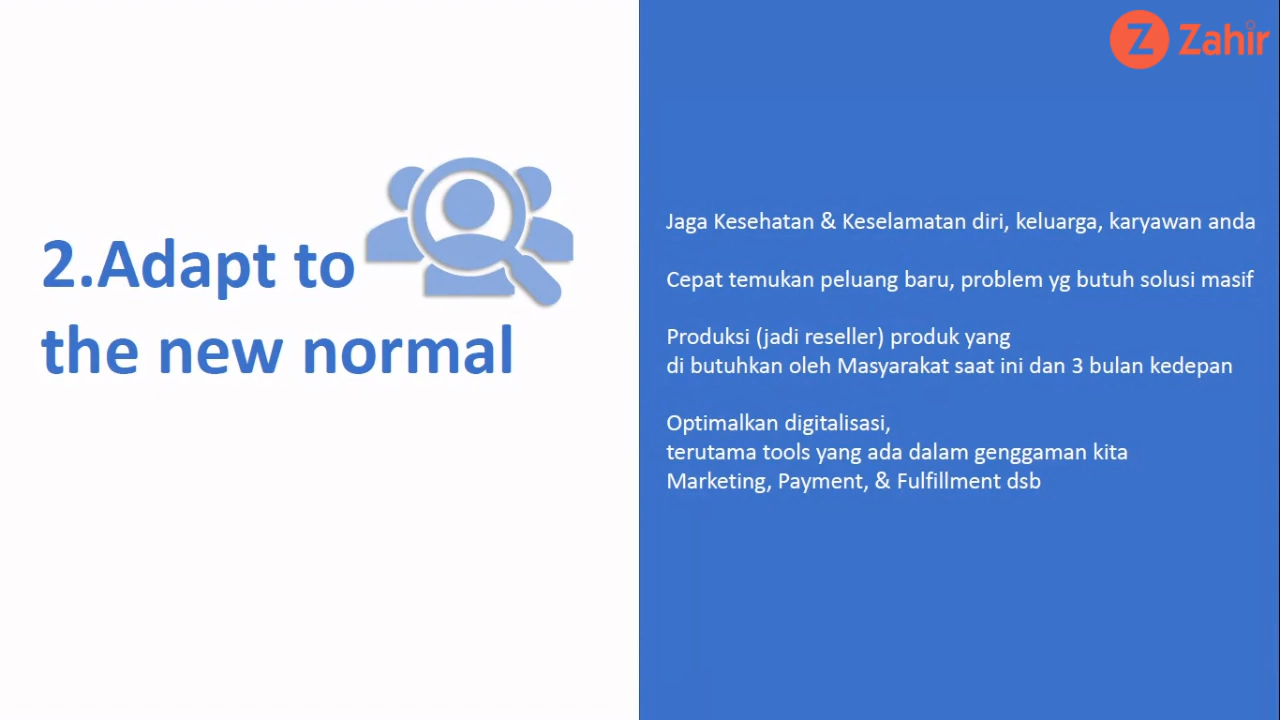 Z Zahir
2.Adapt to
the new normal
Jaga Kesehatan & Keselamatan diri, keluarga, karyawan anda
Cepat temukan peluang baru, problem yg butuh solusi masif
Produksi (jadi reseller) produk yang
di butuhkan oleh Masyarakat saat ini dan 3 bulan kedepan
Optimalkan digitalisasi,
terutama tools yang ada dalam genggaman kita
Marketing, Payment, & Fulfillment dsb